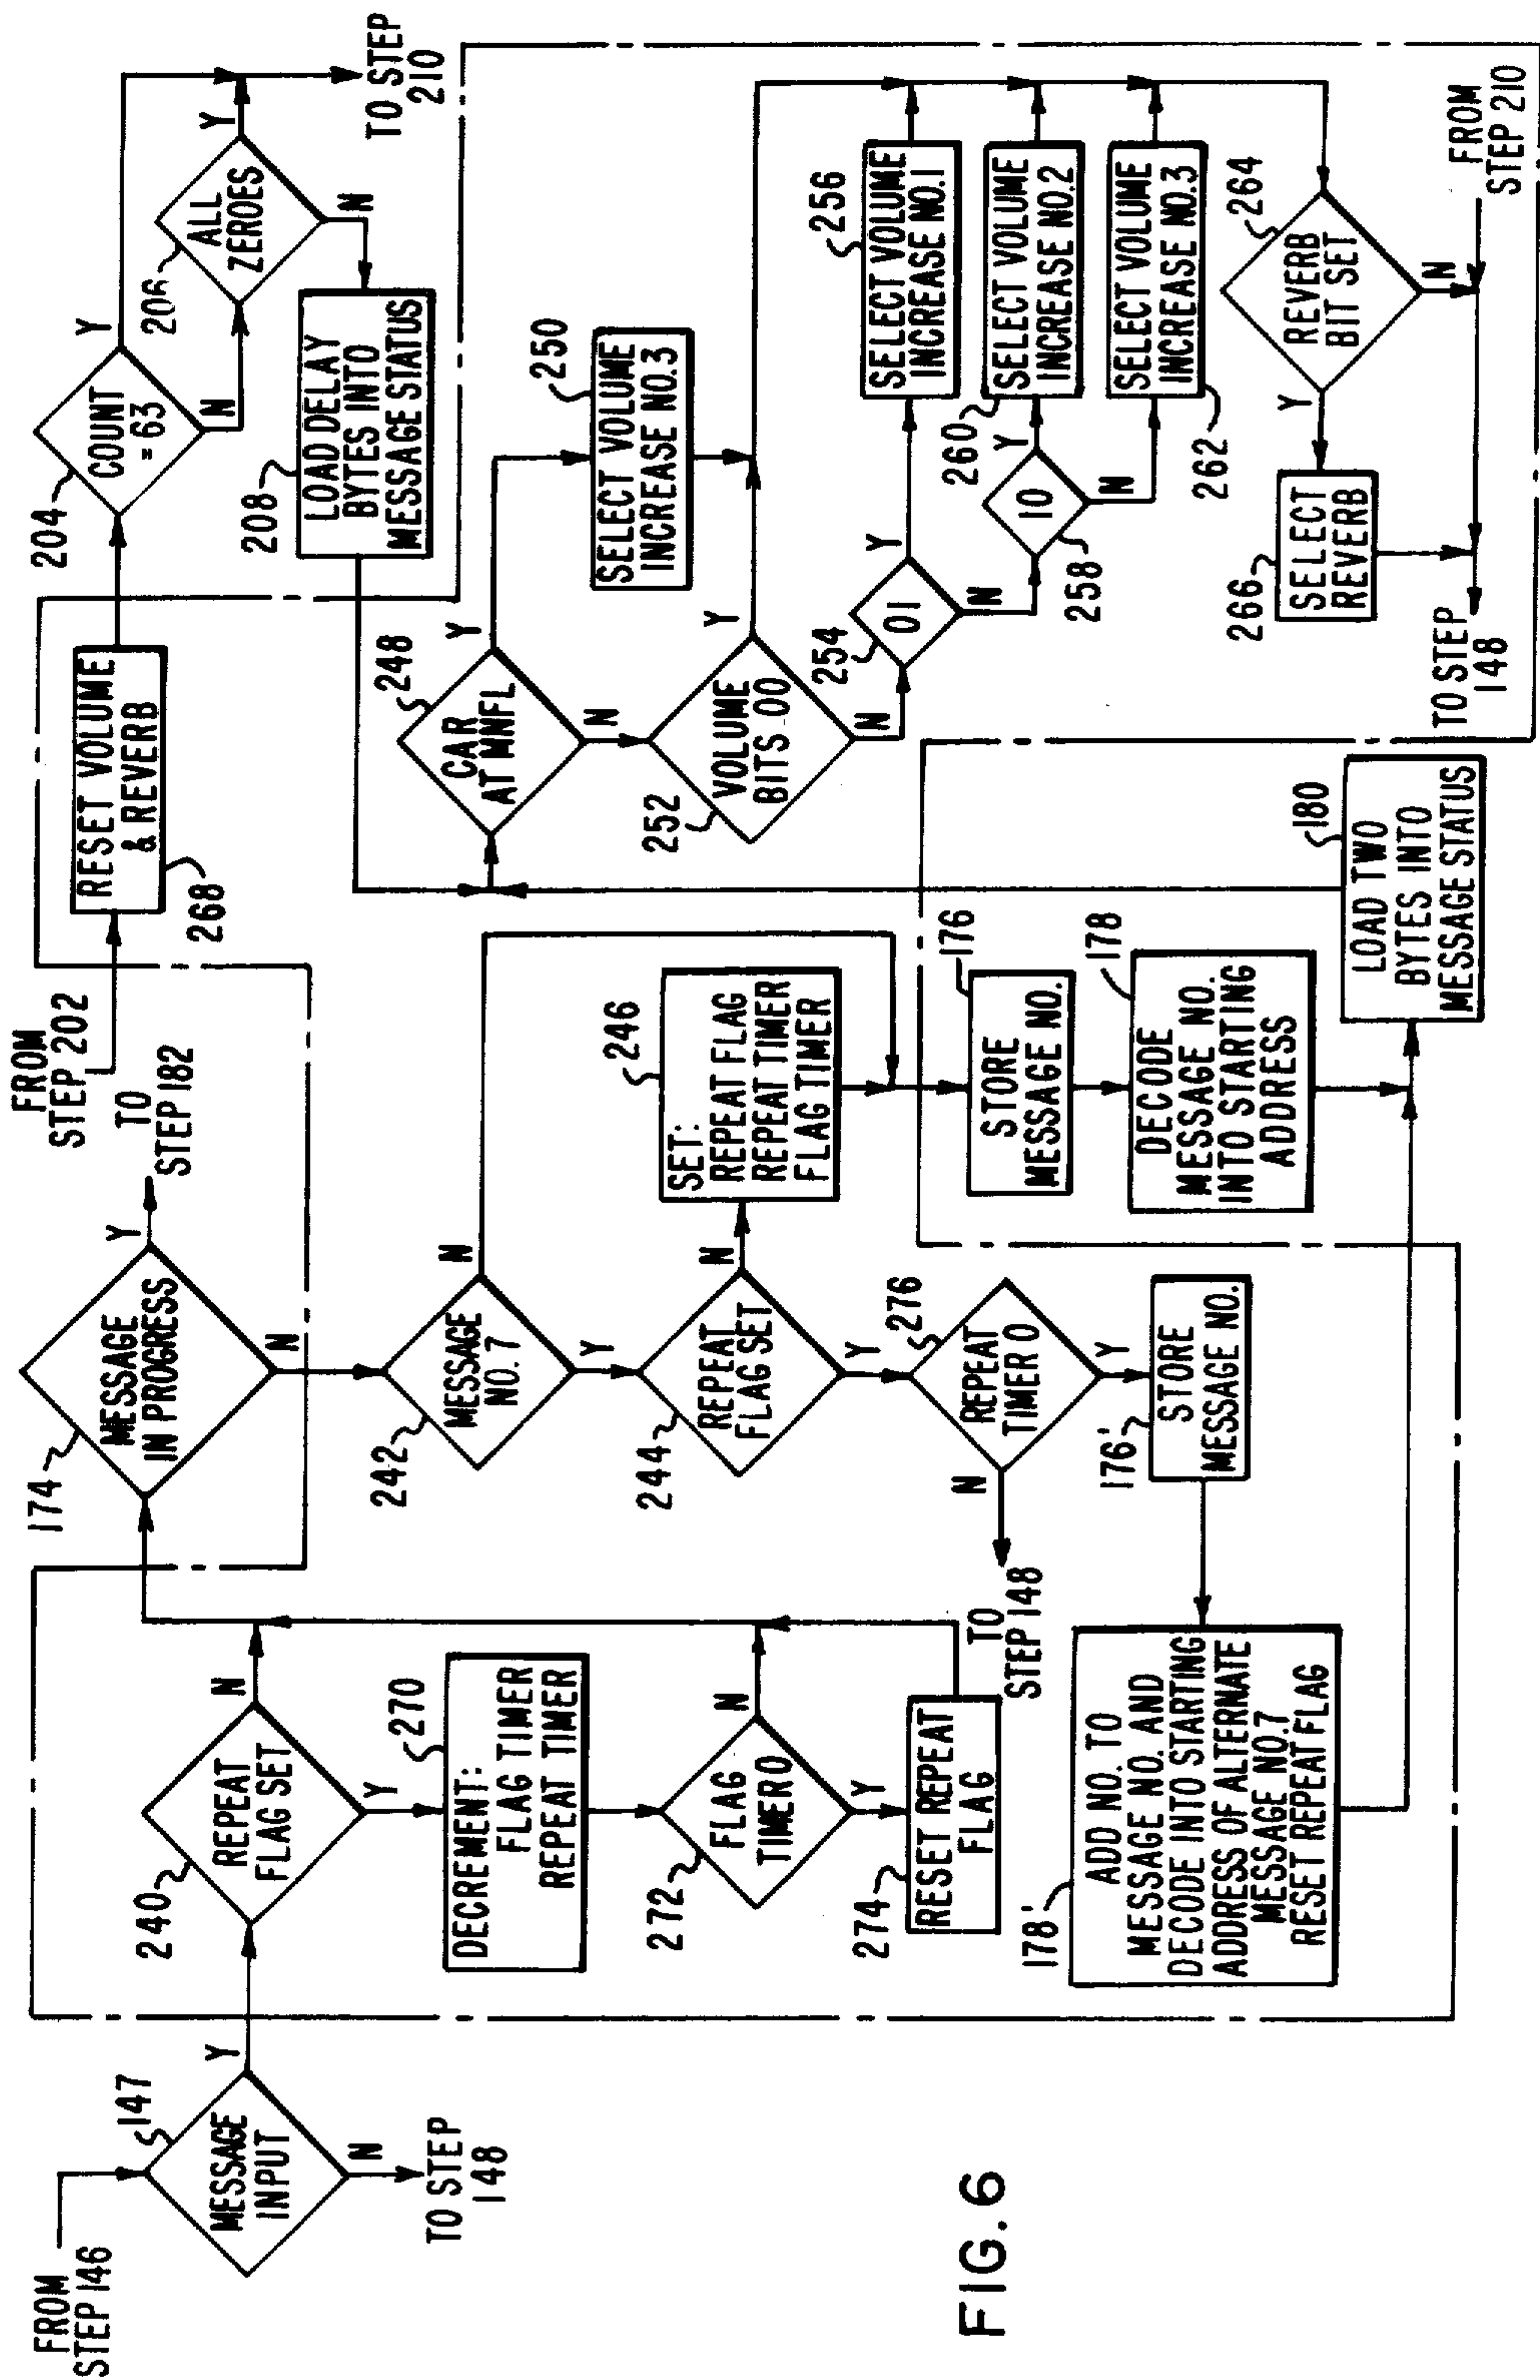 FROM
STEP 146
147
MESSAGE
INPUT
Y
N
TO STEP
148
240
REPEAT
FLAG SET
N
Y
270
DECREMENT:
FLAG TIMER
REPEAT TIMER
272
FLAG
TIMER 0
N
Y
274
RESET REPEAT
FLAG
174
MESSAGE
IN PROGRESS
Y
TO
STEP 182
N
242
MESSAGE
NO. 7
N
Y
244
REPEAT
FLAG SET
N
Y
246
SET:
REPEAT FLAG
REPEAT TIMER
FLAG TIMER
276
REPEAT
TIMER 0
N
TO
STEP 148
Y
176'
STORE
MESSAGE NO.
178'
ADD NO. TO
MESSAGE NO. AND
DECODE INTO STARTING
ADDRESS OF ALTERNATE
MESSAGE NO. 7
RESET REPEAT FLAG
176
STORE
MESSAGE NO.
178
DECODE
MESSAGE NO.
INTO STARTING
ADDRESS
180
LOAD TWO
BYTES INTO
MESSAGE STATUS
FROM
STEP 202
RESET VOLUME
& REVERB
268
204
COUNT
= 63
Y
N
206
ALL
ZEROES
Y
TO STEP
210
N
208
LOAD DELAY
BYTES INTO
MESSAGE STATUS
248
CAR
AT MNFL
Y
N
250
SELECT VOLUME
INCREASE NO.3
252
VOLUME
BITS 00
Y
N
254
01
Y
N
256
SELECT VOLUME
INCREASE NO.1
258
10
Y
N
260
SELECT VOLUME
INCREASE NO.2
262
SELECT VOLUME
INCREASE NO.3
264
REVERB
BIT SET
Y
N
266
SELECT
REVERB
FROM
STEP 210
TO STEP
148
FIG. 6